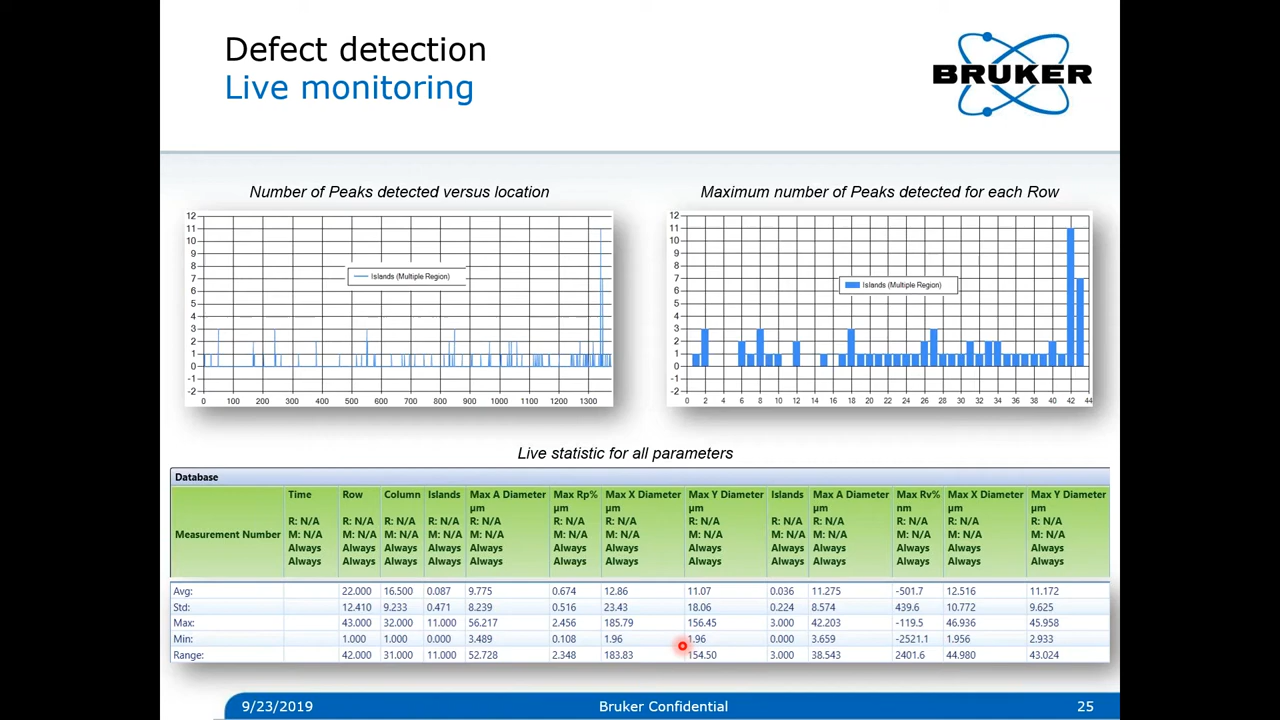 Defect detection
Live monitoring
BRUKER
Number of Peaks detected versus location
Maximum number of Peaks detected for each Row
12
11
10
9
8
7
6
5
4
3
2
1
0
-1
-2
Islands (Multiple Region)
0 100 200 300 400 500 600 700 800 900 1000 1100 1200 1300
12
11
10
9
8
7
6
5
4
3
2
1
0
-1
-2
Islands (Multiple Region)
0 2 4 6 8 10 12 14 16 18 20 22 24 26 28 30 32 34 36 38 40 42 44
Live statistic for all parameters
Database
Time Row Column Islands Max A Diameter Max Rp% Max X Diameter Max Y Diameter Islands Max A Diameter Max Rv% Max X Diameter Max Y Diameter
µm µm µm µm µm nm µm µm
R: N/A R: N/A R: N/A R: N/A R: N/A R: N/A R: N/A R: N/A R: N/A R: N/A R: N/A R: N/A R: N/A
Measurement Number M: N/A M: N/A M: N/A M: N/A M: N/A M: N/A M: N/A M: N/A M: N/A M: N/A M: N/A M: N/A M: N/A
Always Always Always Always Always Always Always Always Always Always Always Always Always
Always Always Always Always Always Always Always Always Always Always Always Always Always
Avg: 22.000 16.500 0.087 9.775 0.674 12.86 11.07 0.036 11.275 -501.7 12.516 11.172
Std: 12.410 9.233 0.471 8.239 0.516 23.43 18.06 0.224 8.574 439.6 10.772 9.625
Max: 43.000 32.000 11.000 56.217 2.456 185.79 156.45 3.000 42.203 -119.5 46.936 45.958
Min: 1.000 1.000 0.000 3.489 0.108 1.96 1.96 0.000 3.659 -2521.1 1.956 2.933
Range: 42.000 31.000 11.000 52.728 2.348 183.83 154.50 3.000 38.543 2401.6 44.980 43.024
9/23/2019
Bruker Confidential
25